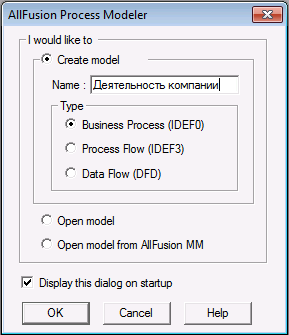 AllFusion Process Modeler
I would like to
Create model
Name : Деятельность компании
Type
Business Process (IDEF0)
Process Flow (IDEF3)
Data Flow (DFD)
Open model
Open model from AllFusion MM
Display this dialog on startup
OK Cancel Help